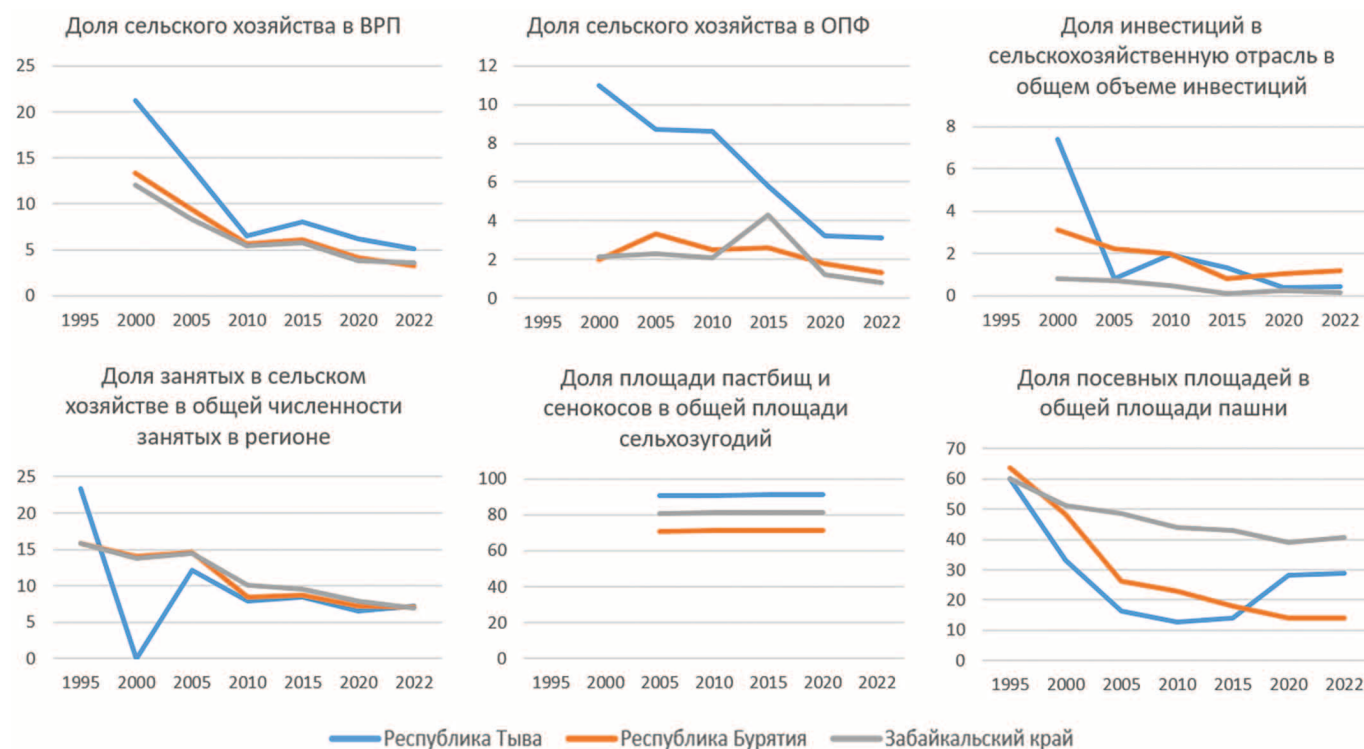 Доля сельского хозяйства в ВРП
25
20
15
10
5
0
1995 2000 2005 2010 2015 2020 2022
Доля сельского хозяйства в ОПФ
12
10
8
6
4
2
0
1995 2000 2005 2010 2015 2020 2022
Доля инвестиций в
сельскохозяйственную отрасль в
общем объеме инвестиций
8
6
4
2
0
1995 2000 2005 2010 2015 2020 2022
Доля занятых в сельском
хозяйстве в общей численности
занятых в регионе
25
20
15
10
5
0
1995 2000 2005 2010 2015 2020 2022
Доля площади пастбищ и
сенокосов в общей площади
сельхозугодий
100
80
60
40
20
0
1995 2000 2005 2010 2015 2020 2022
Доля посевных площадей в
общей площади пашни
70
60
50
40
30
20
10
0
1995 2000 2005 2010 2015 2020 2022
Республика Тыва Республика Бурятия Забайкальский край